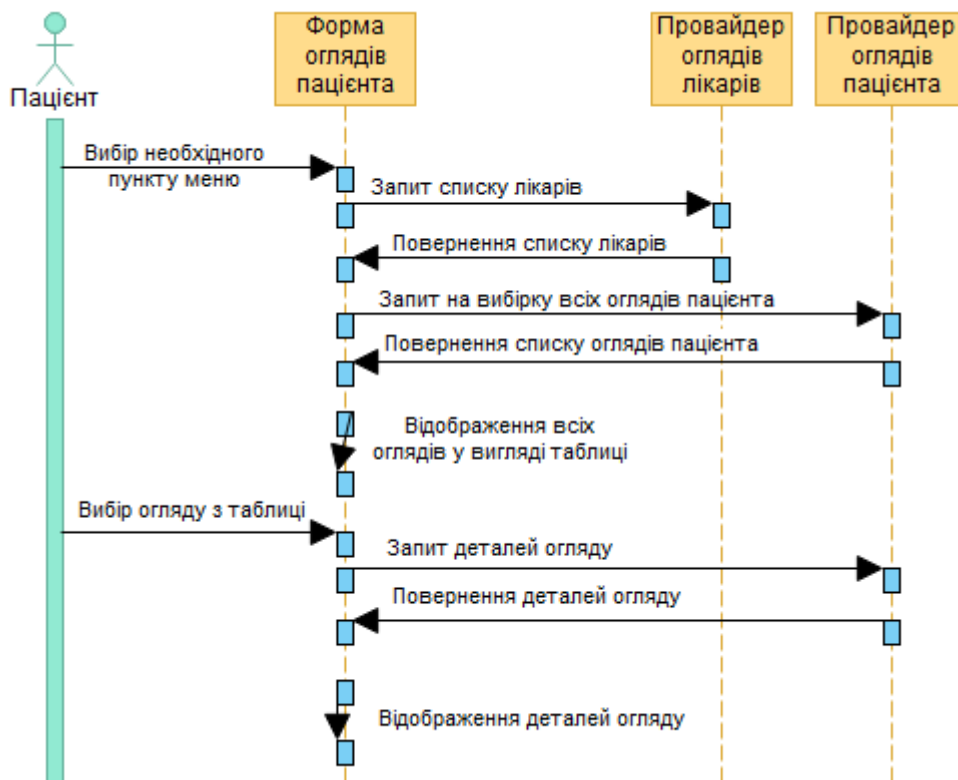 Пацієнт
Форма
оглядів
пацієнта
Провайдер
оглядів
лікарів
Провайдер
оглядів
пацієнта
Вибір необхідного
пункту меню
Запит списку лікарів
Повернення списку лікарів
Запит на вибірку всіх оглядів пацієнта
Повернення списку оглядів пацієнта
Відображення всіх
оглядів у вигляді таблиці
Вибір огляду з таблиці
Запит деталей огляду
Повернення деталей огляду
Відображення деталей огляду